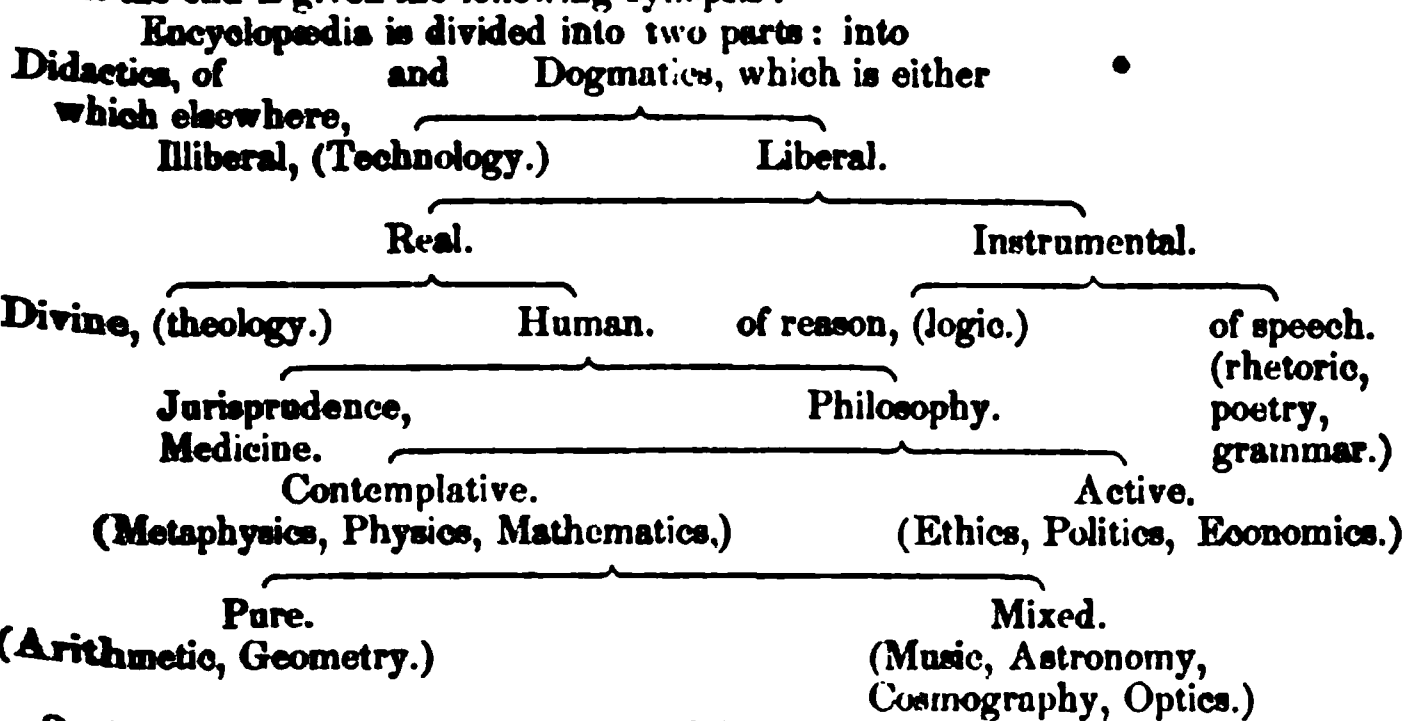 Encyclopædia is divided into two parts: into
Didactics, of and Dogmatics, which is either
which elsewhere,
Illiberal, (Technology.) Liberal.
Real. Instrumental.
Divine, (theology.) Human. of reason, (logic.) of speech.
(rhetoric,
Jurisprudence, Philosophy. poetry,
Medicine. grammar.)
Contemplative. Active.
(Metaphysics, Physics, Mathematics.) (Ethics, Politics, Economics.)
Pure. Mixed.
(Arithmetic, Geometry.) (Music, Astronomy,
Cosmography, Optics.)